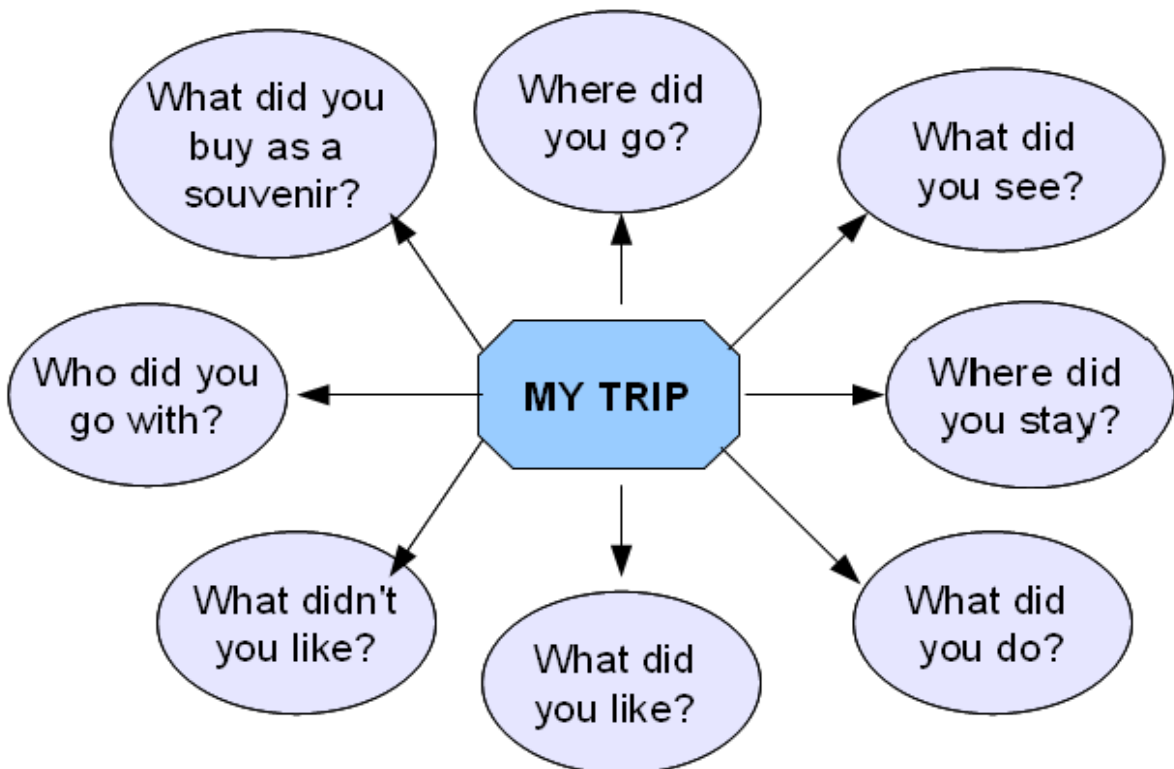 What did you
buy as a
souvenir?
Where did
you go?
What did
you see?
Who did you
go with?
MY TRIP
Where did
you stay?
What didn't
you like?
What did
you like?
What did
you do?